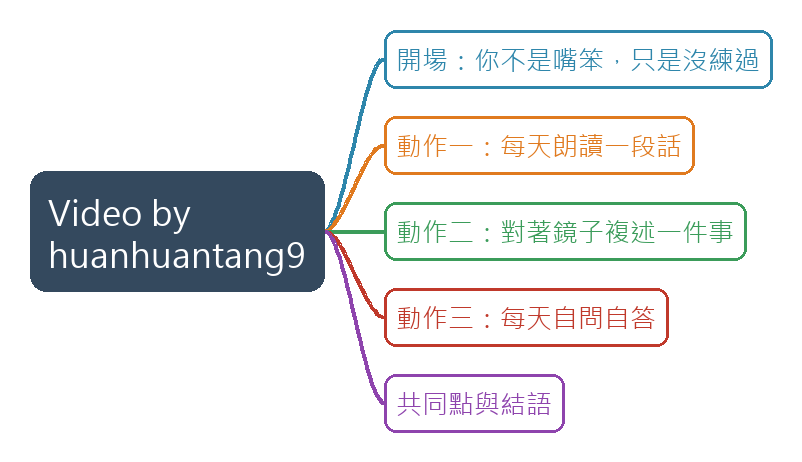 Video by
huanhuantang9
開場：你不是嘴笨，只是沒練過
動作一：每天朗讀一段話
動作二：對著鏡子複述一件事
動作三：每天自問自答
共同點與結語